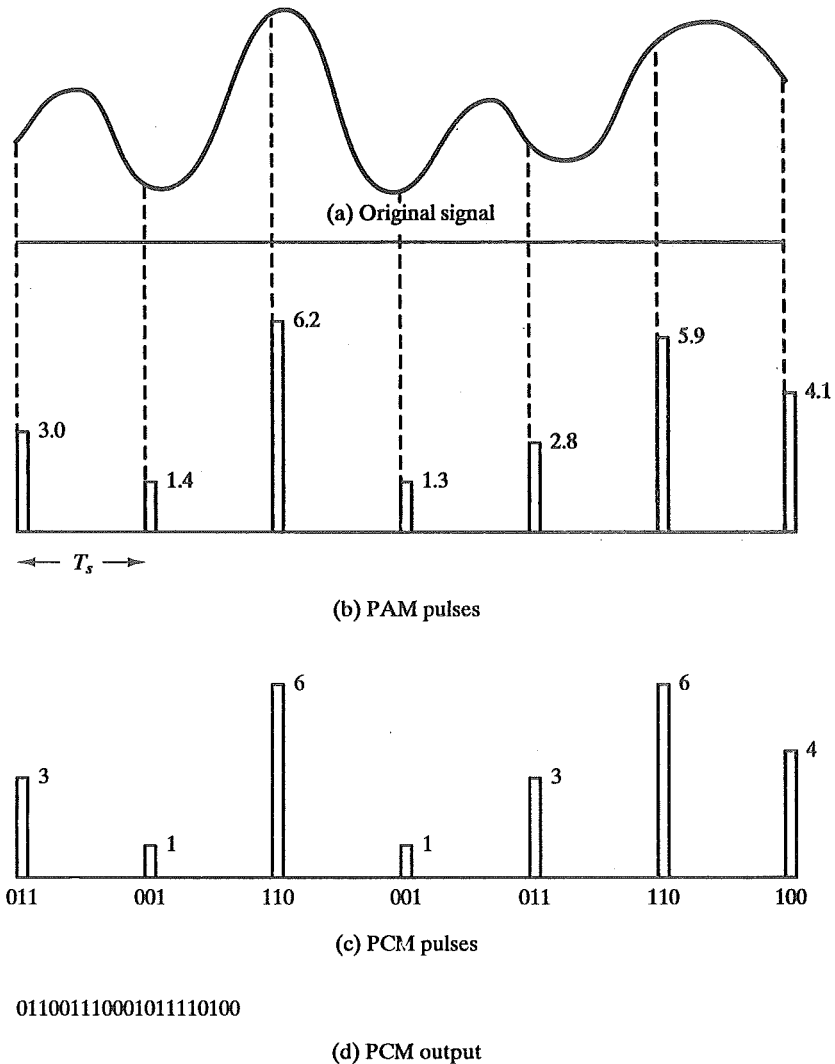 (a) Original signal
6.2
5.9
4.1
3.0
2.8
1.4
1.3
T_s
(b) PAM pulses
6
6
4
3
3
1
1
011 001 110 001 011 110 100
(c) PCM pulses
011001110001011110100
(d) PCM output